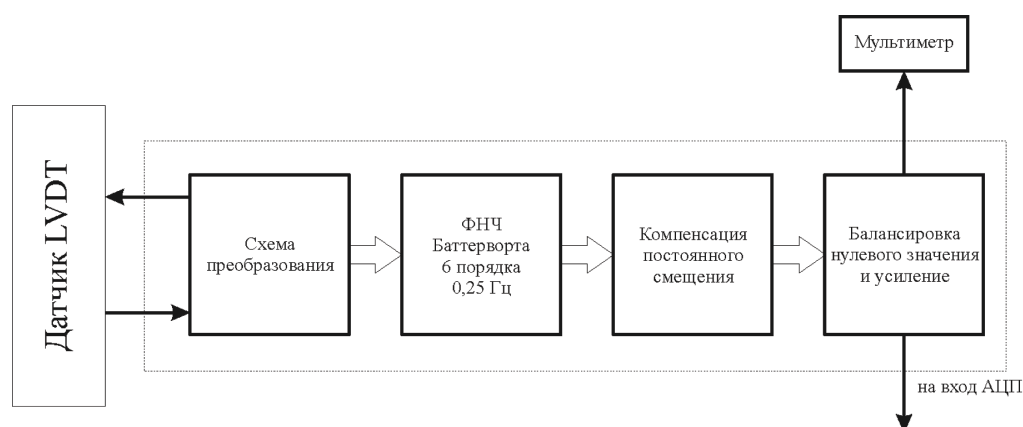 Мультиметр
Датчик LVDT
Схема
преобразования
ФНЧ
Баттерворта
6 порядка
0,25 Гц
Компенсация
постоянного
смещения
Балансировка
нулевого значения
и усиление
на вход АЦП